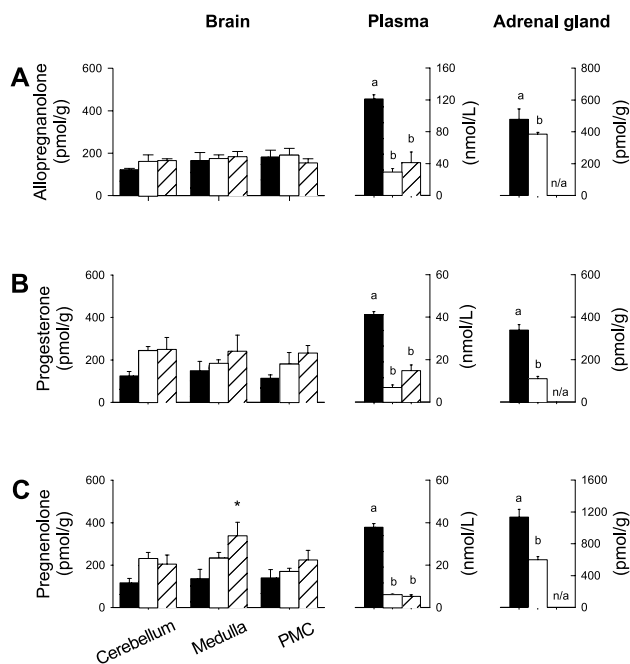 Brain Plasma Adrenal gland
A
Allopregnanolone
(pmol/g)
600
400
200
0
a
b
b
160
120
80
40
0
(nmol/L)
a
b
n/a
800
600
400
200
0
(pmol/g)
B
Progesterone
(pmol/g)
600
400
200
0
a
b
b
60
40
20
0
(nmol/L)
a
b
n/a
600
400
200
0
(pmol/g)
C
Pregnenolone
(pmol/g)
600
400
200
0
*
a
b
b
60
40
20
0
(nmol/L)
a
b
n/a
1600
1200
800
400
0
(pmol/g)
Cerebellum
Medulla
PMC